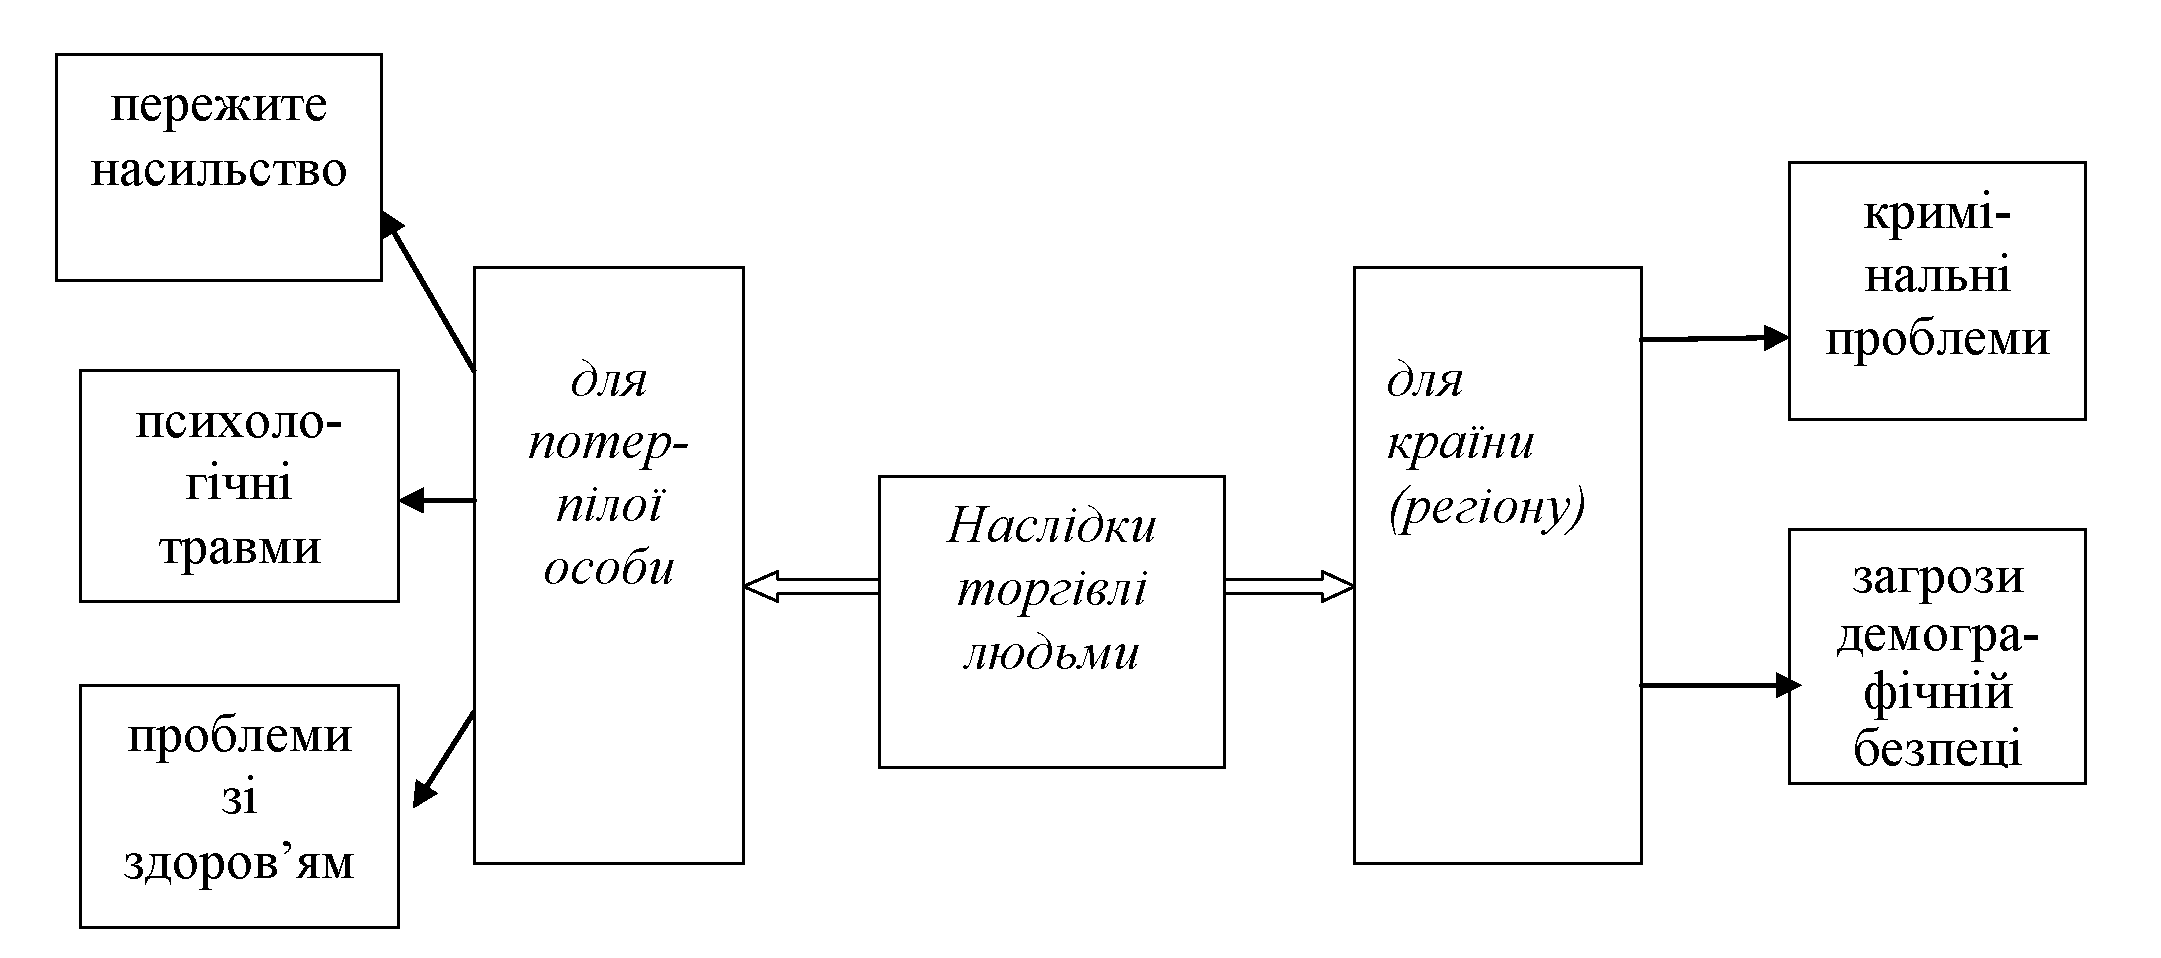 пережите
насильство
психоло-
гічні
травми
проблеми
зі
здоров’ям
для
потер-
пілої
особи
Наслідки
торгівлі
людьми
для
країни
(регіону)
кримі-
нальні
проблеми
загрози
демогра-
фічній
безпеці